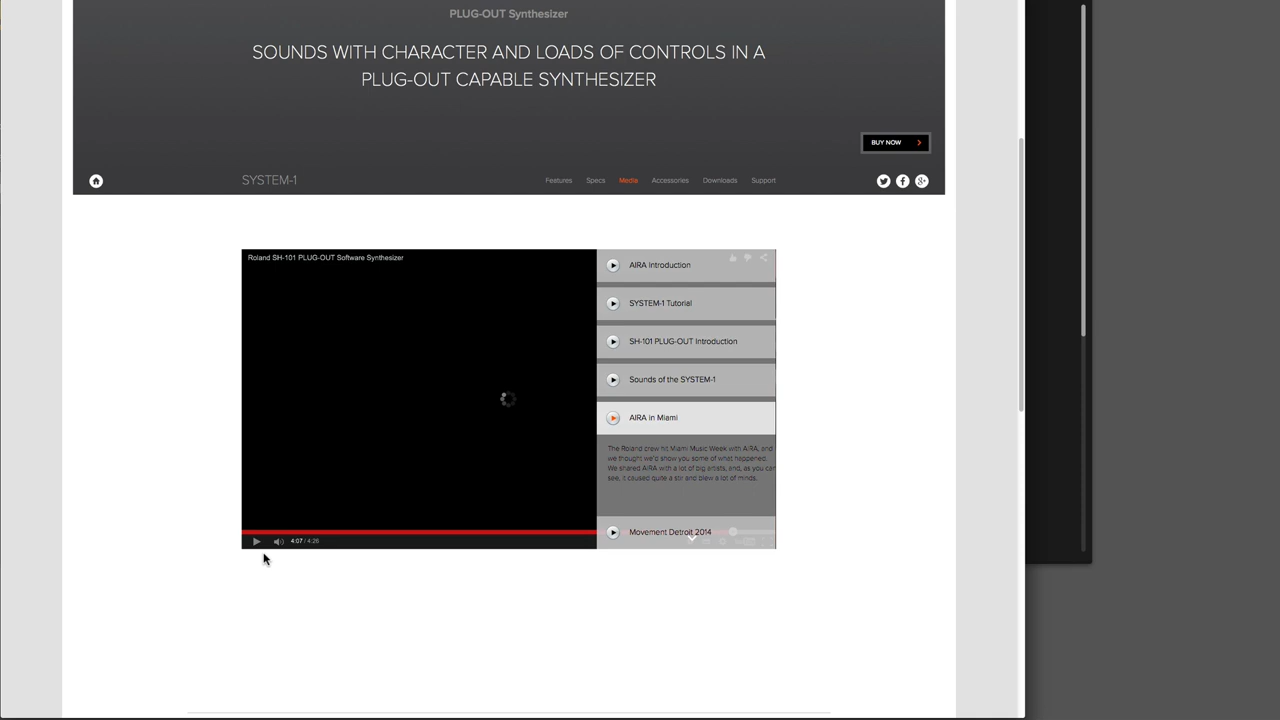 PLUG-OUT Synthesizer
SOUNDS WITH CHARACTER AND LOADS OF CONTROLS IN A
PLUG-OUT CAPABLE SYNTHESIZER
BUY NOW
SYSTEM-1
Features Specs Media Accessories Downloads Support
Roland SH-101 PLUG-OUT Software Synthesizer
AIRA Introduction
SYSTEM-1 Tutorial
SH-101 PLUG-OUT Introduction
Sounds of the SYSTEM-1
AIRA in Miami
The Roland crew hit Miami Music Week with AIRA, and
we thought we'd show you some of what happened.
We shared AIRA with a lot of big artists, and, as you can
see, it caused quite a stir and blew a lot of minds.
Movement Detroit 2014
4:07 / 4:26